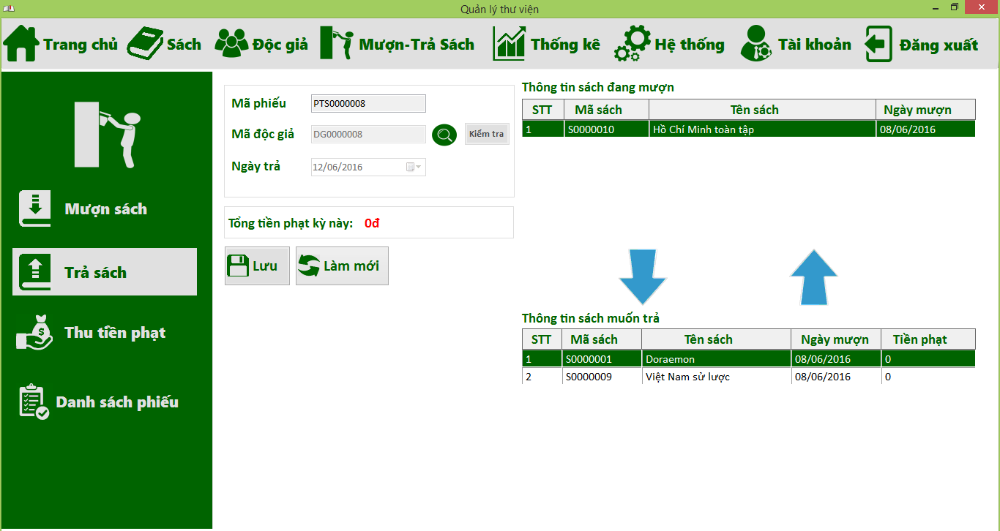 Quản lý thư viện
Trang chủ Sách Độc giả Mượn-Trả Sách Thống kê Hệ thống Tài khoản Đăng xuất
Mượn sách
Trả sách
Thu tiền phạt
Danh sách phiếu
Mã phiếu PTS0000008
Mã độc giả DG0000008 Kiểm tra
Ngày trả 12/06/2016
Tổng tiền phạt kỳ này: 0đ
Lưu Làm mới
Thông tin sách đang mượn
STT Mã sách Tên sách Ngày mượn
1 S0000010 Hồ Chí Minh toàn tập 08/06/2016
Thông tin sách muốn trả
STT Mã sách Tên sách Ngày mượn Tiền phạt
1 S0000001 Doraemon 08/06/2016 0
2 S0000009 Việt Nam sử lược 08/06/2016 0